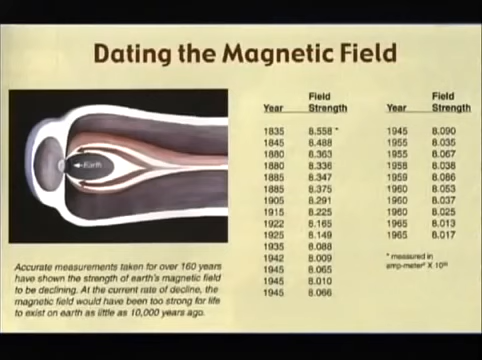 Dating the Magnetic Field
Field Field
Year Strength Year Strength
1835 8.558 * 1945 8.090
1845 8.488 1955 8.035
1880 8.363 1955 8.067
1880 8.336 1958 8.038
1885 8.347 1959 8.086
1885 8.375 1960 8.053
1905 8.291 1960 8.037
1915 8.225 1960 8.025
1922 8.165 1965 8.013
1925 8.149 1965 8.017
1935 8.088
1942 8.009
1945 8.065
1945 8.010
1945 8.066
* measured in
amp-meter² X 10²²
Earth
Accurate measurements taken for over 160 years
have shown the strength of earth's magnetic field
to be declining. At the current rate of decline, the
magnetic field would have been too strong for life
to exist on earth as little as 10,000 years ago.